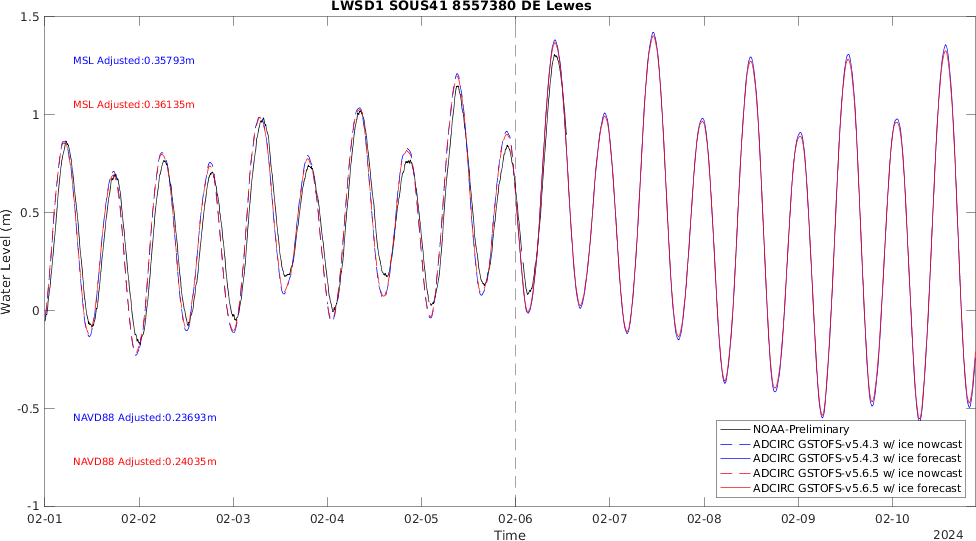 LWSD1 SOUS41 8557380 DE Lewes
1.5
MSL Adjusted:0.35793m
MSL Adjusted:0.36135m
1
0.5
Water Level (m)
0
-0.5
NAVD88 Adjusted:0.23693m
NAVD88 Adjusted:0.24035m
NOAA-Preliminary
ADCIRC GSTOFS-v5.4.3 w/ ice nowcast
ADCIRC GSTOFS-v5.4.3 w/ ice forecast
ADCIRC GSTOFS-v5.6.5 w/ ice nowcast
ADCIRC GSTOFS-v5.6.5 w/ ice forecast
-1
02-01 02-02 02-03 02-04 02-05 02-06 02-07 02-08 02-09 02-10
Time
2024